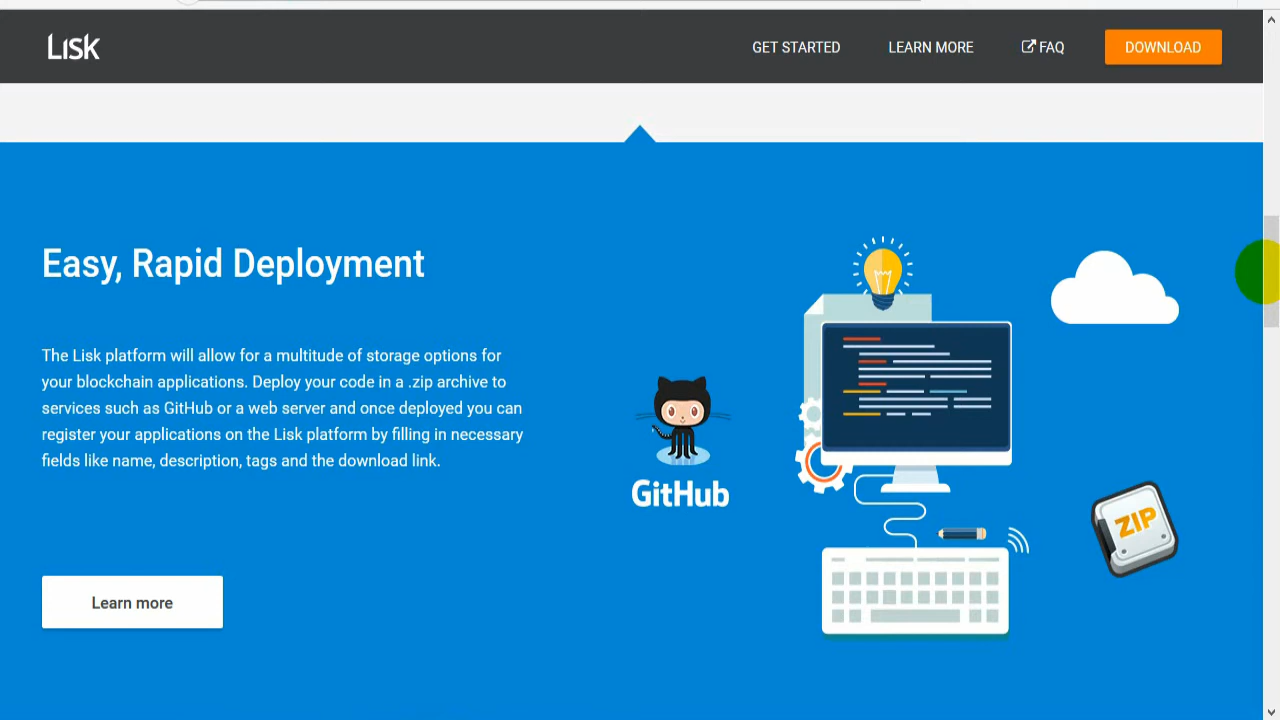 Lisk
GET STARTED
LEARN MORE
FAQ
DOWNLOAD
Easy, Rapid Deployment
The Lisk platform will allow for a multitude of storage options for
your blockchain applications. Deploy your code in a .zip archive to
services such as GitHub or a web server and once deployed you can
register your applications on the Lisk platform by filling in necessary
fields like name, description, tags and the download link.
Learn more
GitHub
ZIP